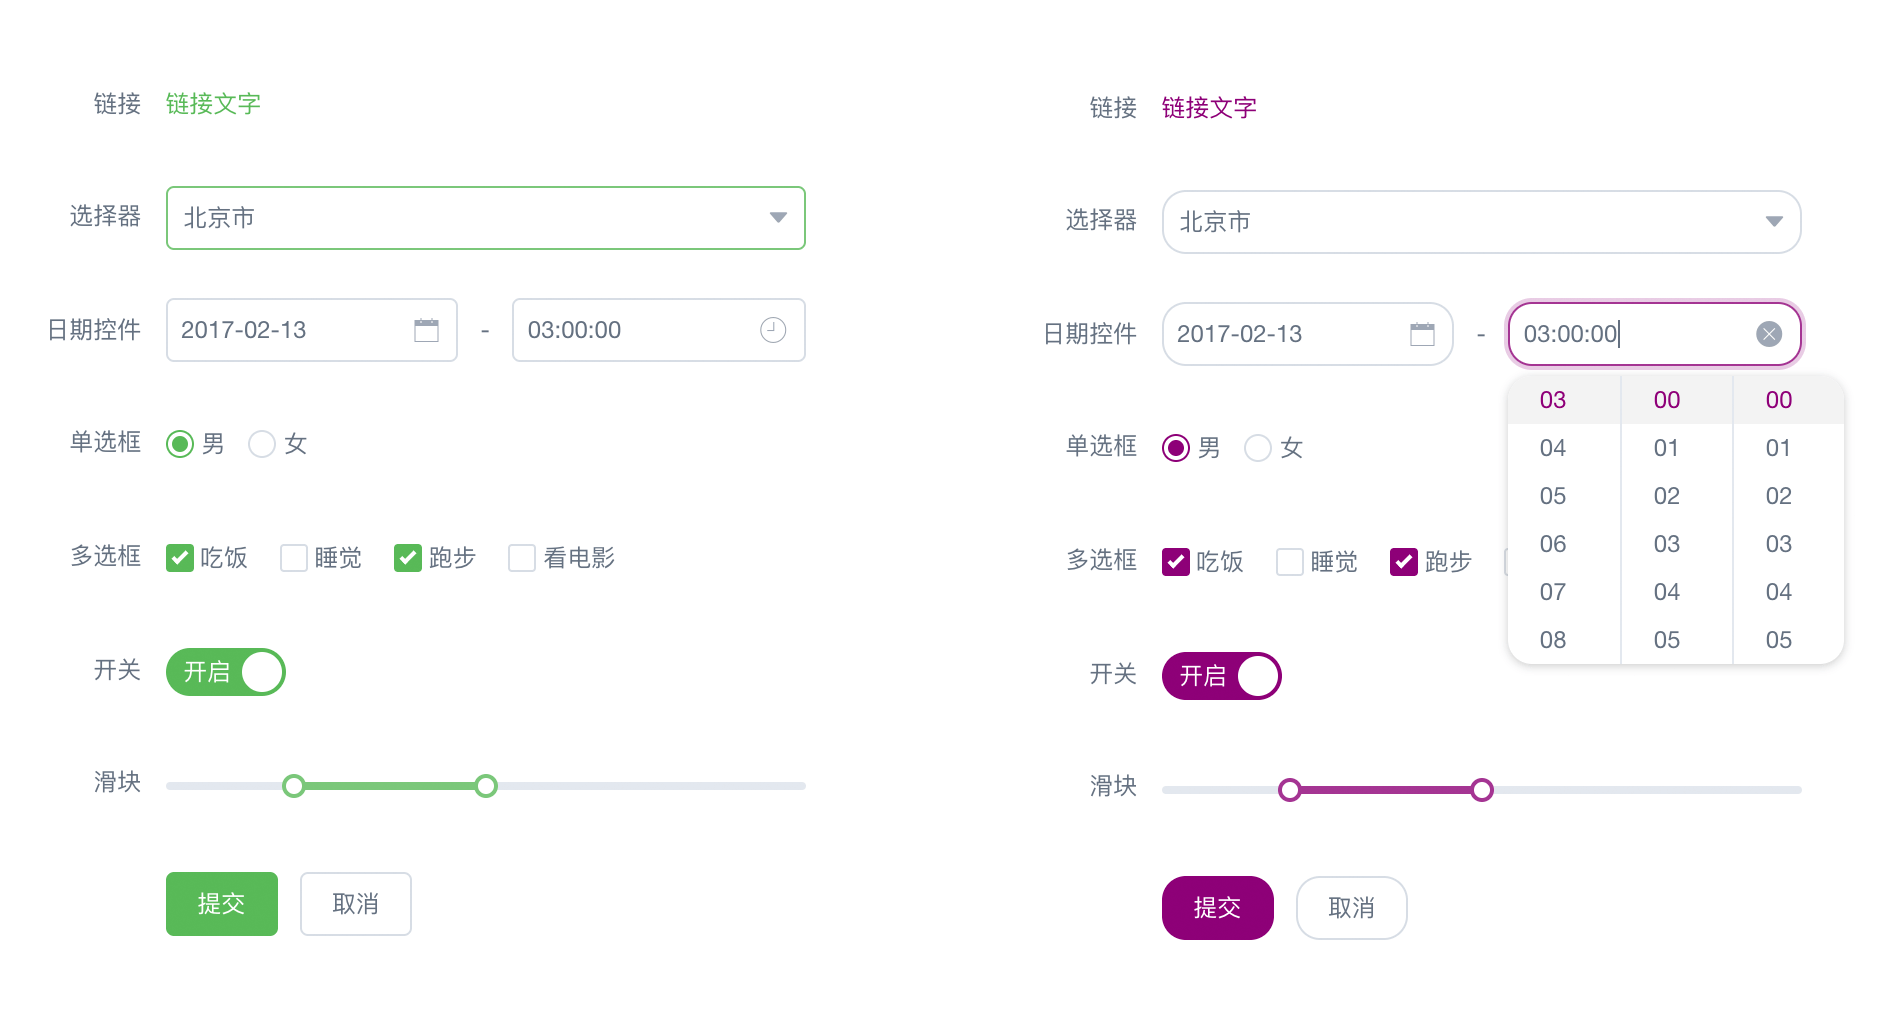 链接 链接文字
选择器 北京市
日期控件 2017-02-13 - 03:00:00
单选框 男 女
多选框 吃饭 睡觉 跑步 看电影
开关 开启
滑块
提交 取消
链接 链接文字
选择器 北京市
日期控件 2017-02-13 - 03:00:00
03 00 00
04 01 01
05 02 02
06 03 03
07 04 04
08 05 05
单选框 男 女
多选框 吃饭 睡觉 跑步
开关 开启
滑块
提交 取消